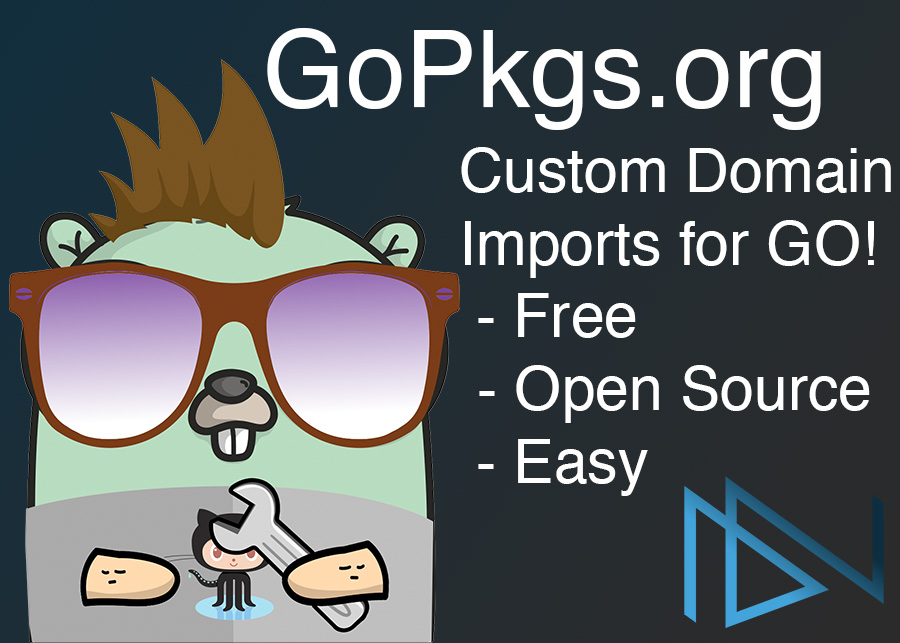 GoPkgs.org
Custom Domain
Imports for GO!
- Free
- Open Source
- Easy